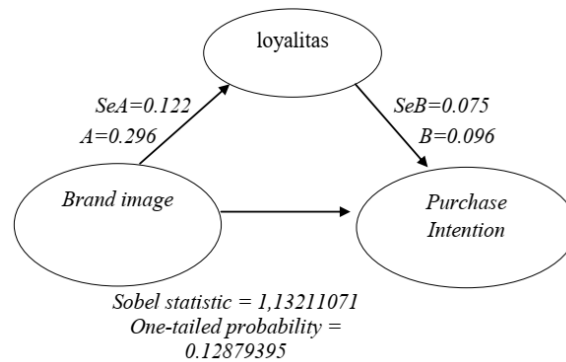 loyalitas
SeA=0.122
A=0.296
SeB=0.075
B=0.096
Brand image
Purchase
Intention
Sobel statistic = 1,13211071
One-tailed probability =
0.12879395